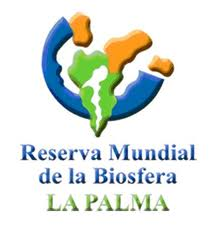 Reserva Mundial
de la Biosfera
LA PALMA